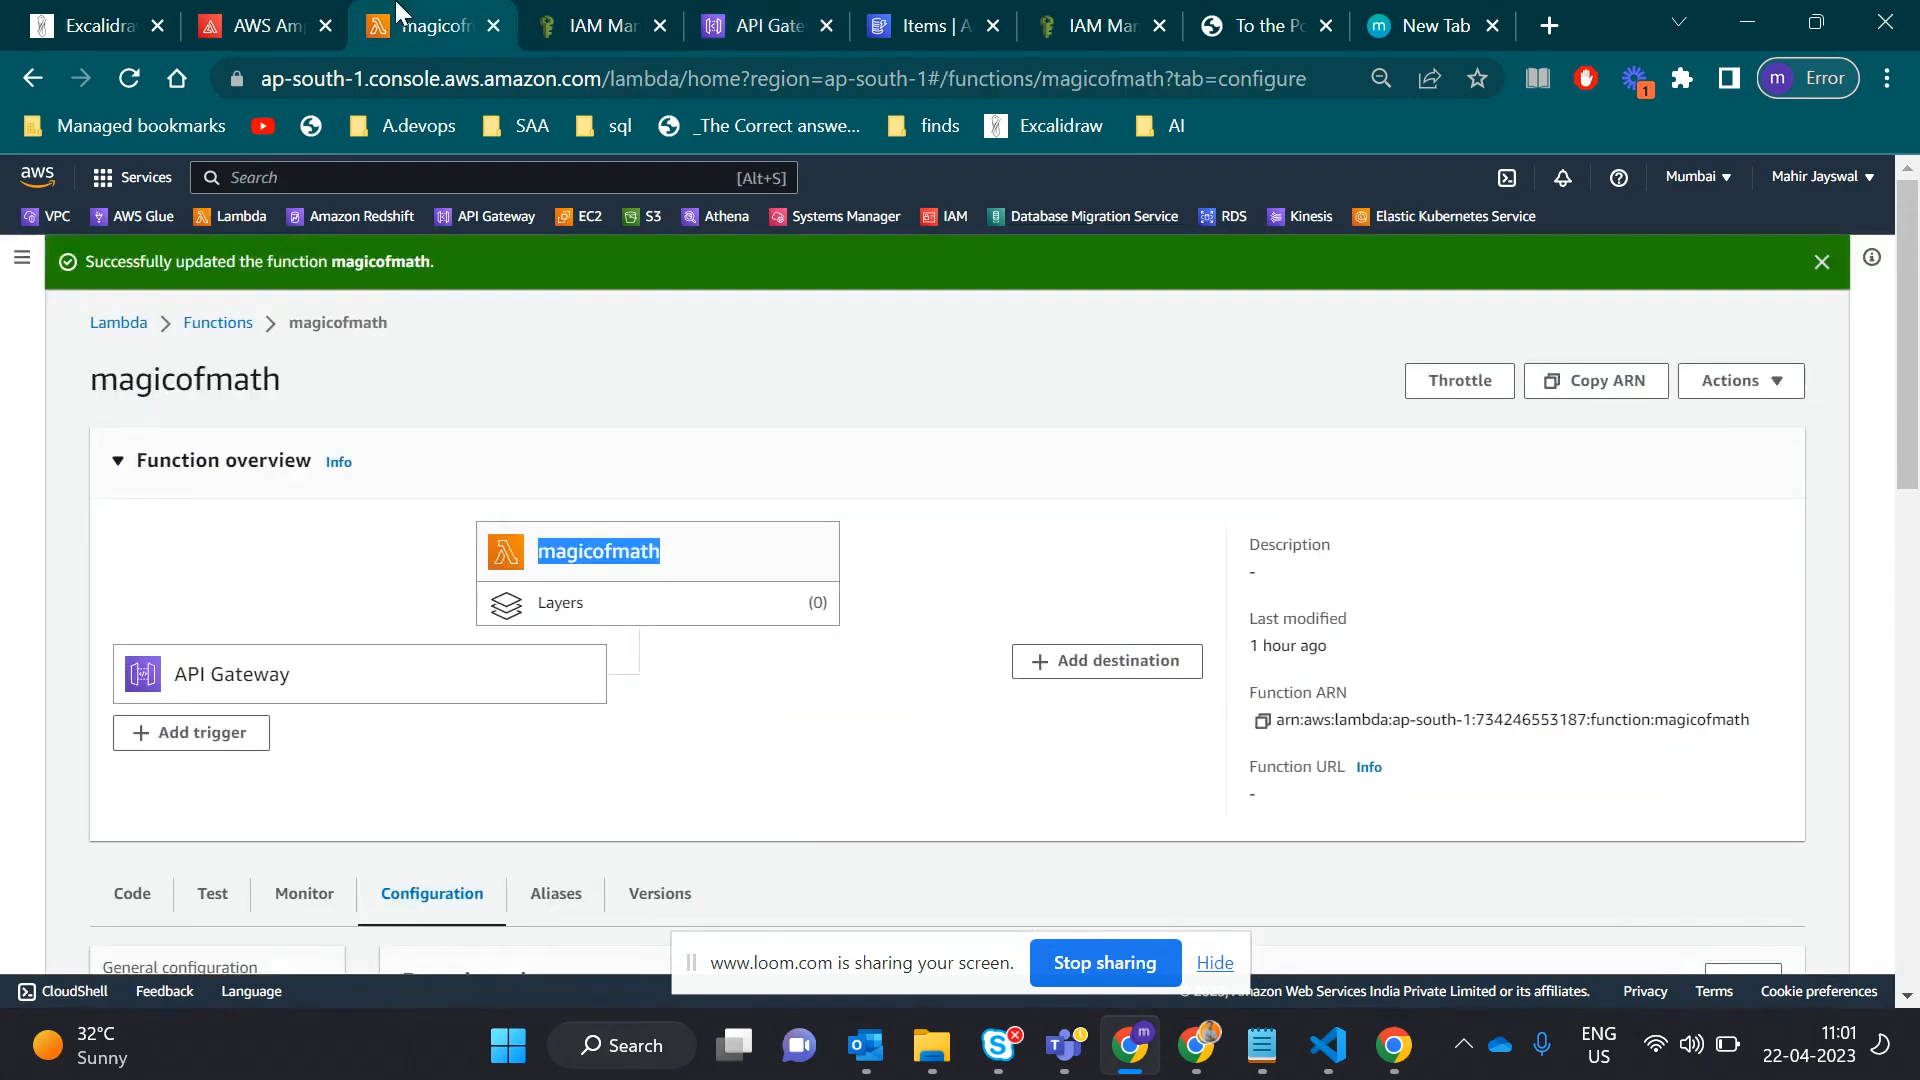 Excalidra
AWS Am
magicofm
IAM Man
API Gate
Items | A
IAM Man
To the Po
New Tab
ap-south-1.console.aws.amazon.com/lambda/home?region=ap-south-1#/functions/magicofmath?tab=configure
1
m Error
Managed bookmarks
A.devops
SAA
sql
_The Correct answe...
finds
Excalidraw
AI
aws
Services
Search
[Alt+S]
Mumbai
Mahir Jayswal
VPC
AWS Glue
Lambda
Amazon Redshift
API Gateway
EC2
S3
Athena
Systems Manager
IAM
Database Migration Service
RDS
Kinesis
Elastic Kubernetes Service
Successfully updated the function magicofmath.
Lambda
Functions
magicofmath
magicofmath
Throttle
Copy ARN
Actions
Function overview Info
magicofmath
Layers
(0)
API Gateway
+ Add trigger
+ Add destination
Description
-
Last modified
1 hour ago
Function ARN
arn:aws:lambda:ap-south-1:734246553187:function:magicofmath
Function URL Info
-
Code
Test
Monitor
Configuration
Aliases
Versions
General configuration
www.loom.com is sharing your screen.
Stop sharing
Hide
CloudShell
Feedback
Language
Amazon Web Services India Private Limited or its affiliates.
Privacy
Terms
Cookie preferences
32°C
Sunny
Search
ENG
US
11:01
22-04-2023